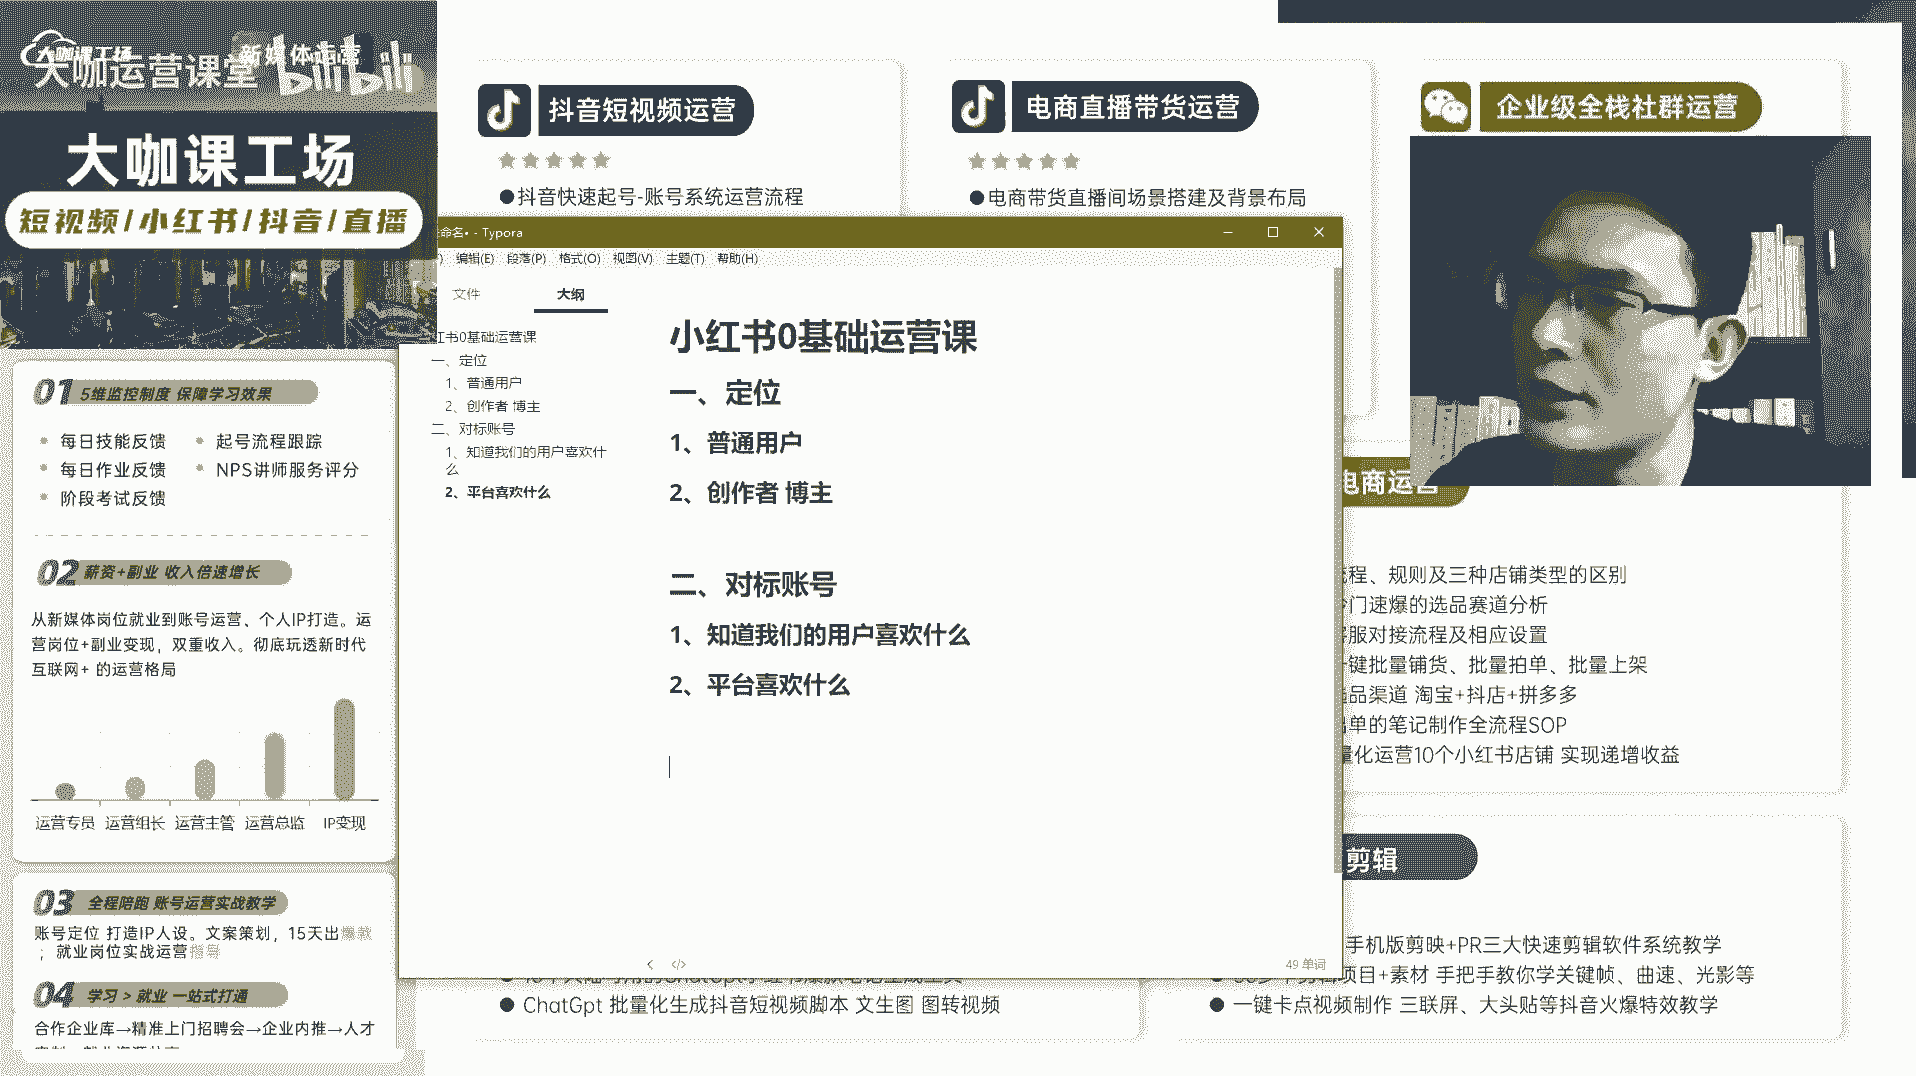 大咖课工场
新媒体运营
大咖运营课堂 bilibili
大咖课工场
短视频/小红书/抖音/直播
01 5维监控制度 保障学习效果
每日技能反馈
起号流程跟踪
每日作业反馈
NPS讲师服务评分
阶段考试反馈
02 薪资+副业 收入倍速增长
从新媒体岗位就业到账号运营、个人IP打造。运
营岗位+副业变现，双重收入。彻底玩透新时代
互联网+ 的运营格局
运营专员 运营组长 运营主管 运营总监 IP变现
03 全程陪跑 账号运营实战教学
账号定位 打造IP人设。文案策划，15天出爆款
；就业岗位实战运营指导
04 学习 > 就业 一站式打通
合作企业库→精准上门招聘会→企业内推→人才
抖音短视频运营
●抖音快速起号-账号系统运营流程
电商直播带货运营
●电商带货直播间场景搭建及背景布局
企业级全栈社群运营
命名• - Typora
编辑(E) 段落(P) 格式(O) 视图(V) 主题(T) 帮助(H)
文件 大纲
红书0基础运营课
一、定位
1、普通用户
2、创作者 博主
二、对标账号
1、知道我们的用户喜欢什
么
2、平台喜欢什么
小红书0基础运营课
一、定位
1、普通用户
2、创作者 博主
二、对标账号
1、知道我们的用户喜欢什么
2、平台喜欢什么
</>
49 单词
电商运营
程、规则及三种店铺类型的区别
门速爆的选品赛道分析
服对接流程及相应设置
键批量铺货、批量拍单、批量上架
品渠道 淘宝+抖店+拼多多
单的笔记制作全流程SOP
量化运营10个小红书店铺 实现递增收益
剪辑
手机版剪映+PR三大快速剪辑软件系统教学
项目+素材 手把手教你学关键帧、曲速、光影等
● ChatGpt 批量化生成抖音短视频脚本 文生图 图转视频
● 一键卡点视频制作 三联屏、大头贴等抖音火爆特效教学